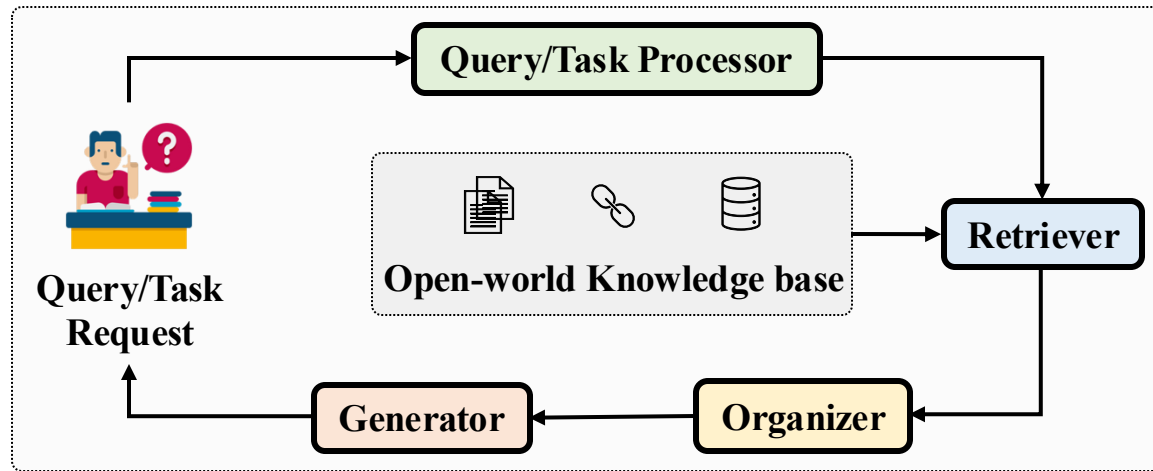 Query/Task Processor
?
Open-world Knowledge base
Retriever
Query/Task
Request
Generator
Organizer